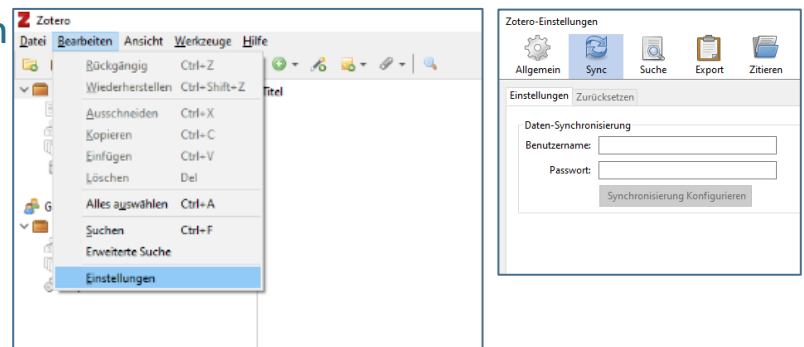 n
Zotero
Datei Bearbeiten Ansicht Werkzeuge Hilfe
Rückgängig Ctrl+Z
Wiederherstellen Ctrl+Shift+Z
Titel
Ausschneiden Ctrl+X
Kopieren Ctrl+C
Einfügen Ctrl+V
Löschen Del
G
Alles auswählen Ctrl+A
Suchen Ctrl+F
Erweiterte Suche
Einstellungen
Zotero-Einstellungen
Allgemein Sync Suche Export Zitieren
Einstellungen Zurücksetzen
Daten-Synchronisierung
Benutzername:
Passwort:
Synchronisierung Konfigurieren